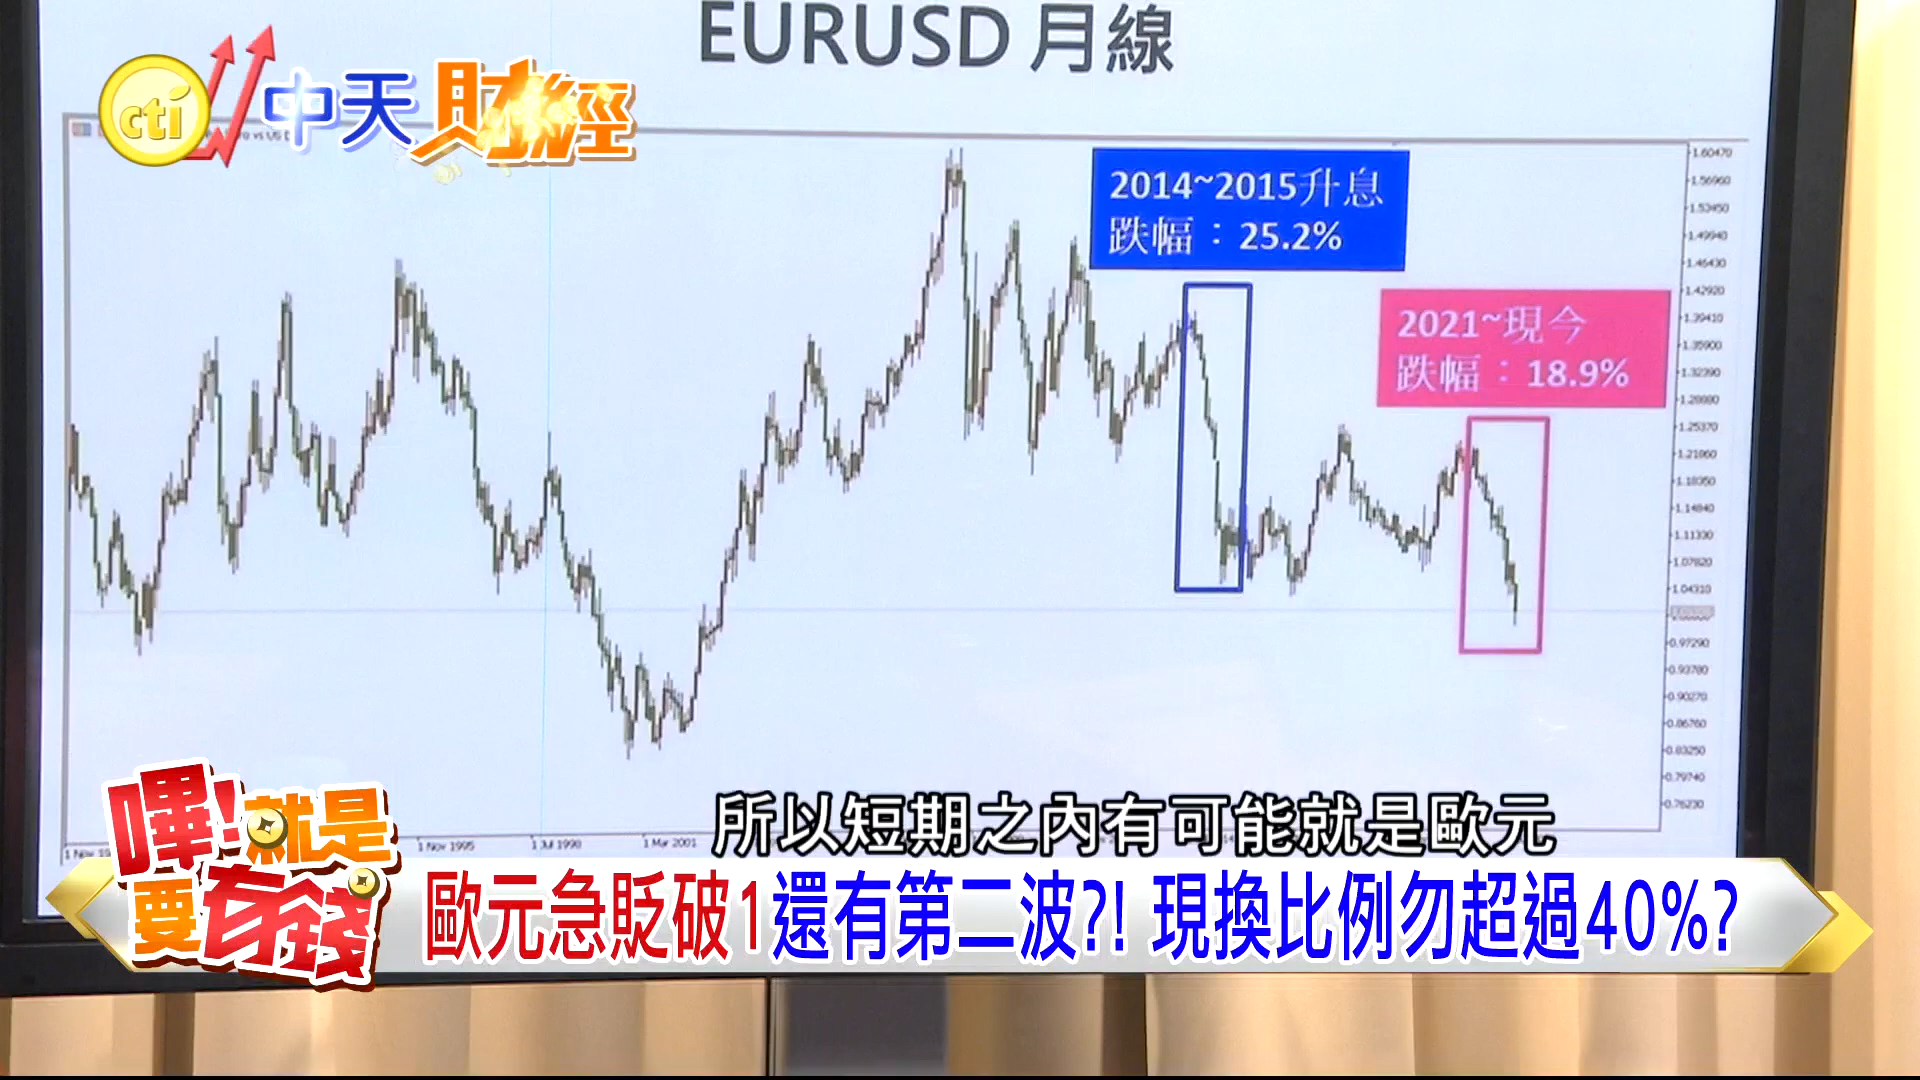 EURUSD 月線
cti
中天財經
ro vs US D
2014~2015升息
跌幅：25.2%
2021~現今
跌幅：18.9%
1.60470
1.56960
1.53450
1.49940
1.46430
1.42920
1.39410
1.35900
1.32390
1.28880
1.25370
1.21860
1.18350
1.14840
1.11330
1.07820
1.04310
0.97290
0.93780
0.90270
0.86760
0.83250
0.79740
0.76230
1 Nov 1995
1 Jul 1998
1 Mar 2001
所以短期之內有可能就是歐元
嗶!就是
要有錢
歐元急貶破1還有第二波?! 現換比例勿超過40%?